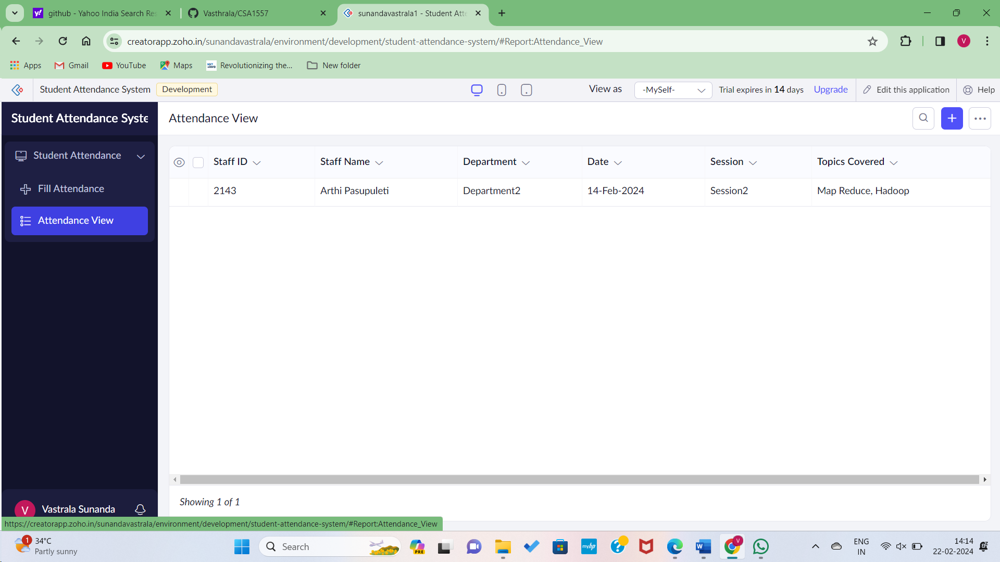 github - Yahoo India Search Res
Vasthrala/CSA1557
sunandavastrala1 - Student Atte
creatorapp.zoho.in/sunandavastrala/environment/development/student-attendance-system/#Report:Attendance_View
V
Apps
Gmail
YouTube
Maps
Revolutionizing the...
New folder
Student Attendance System
Development
View as
-MySelf-
Trial expires in 14 days
Upgrade
Edit this application
Help
Student Attendance Syste
Attendance View
Student Attendance
Fill Attendance
Attendance View
Staff ID Staff Name Department Date Session Topics Covered
2143 Arthi Pasupuleti Department2 14-Feb-2024 Session2 Map Reduce, Hadoop
Showing 1 of 1
V
Vastrala Sunanda
https://creatorapp.zoho.in/sunandavastrala/environment/development/student-attendance-system/#Report:Attendance_View
1
34°C
Partly sunny
Search
PRE
myhp
W
V
ENG
IN
14:14
22-02-2024